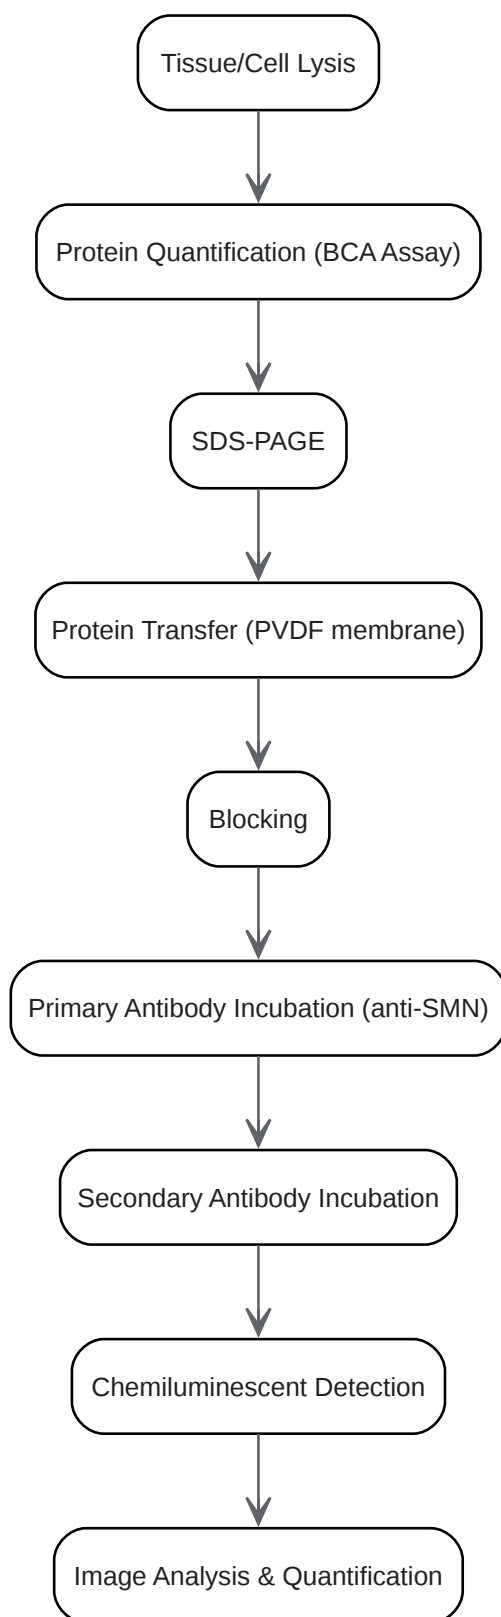 Tissue/Cell Lysis
Protein Quantification (BCA Assay)
SDS-PAGE
Protein Transfer (PVDF membrane)
Blocking
Primary Antibody Incubation (anti-SMN)
Secondary Antibody Incubation
Chemiluminescent Detection
Image Analysis & Quantification